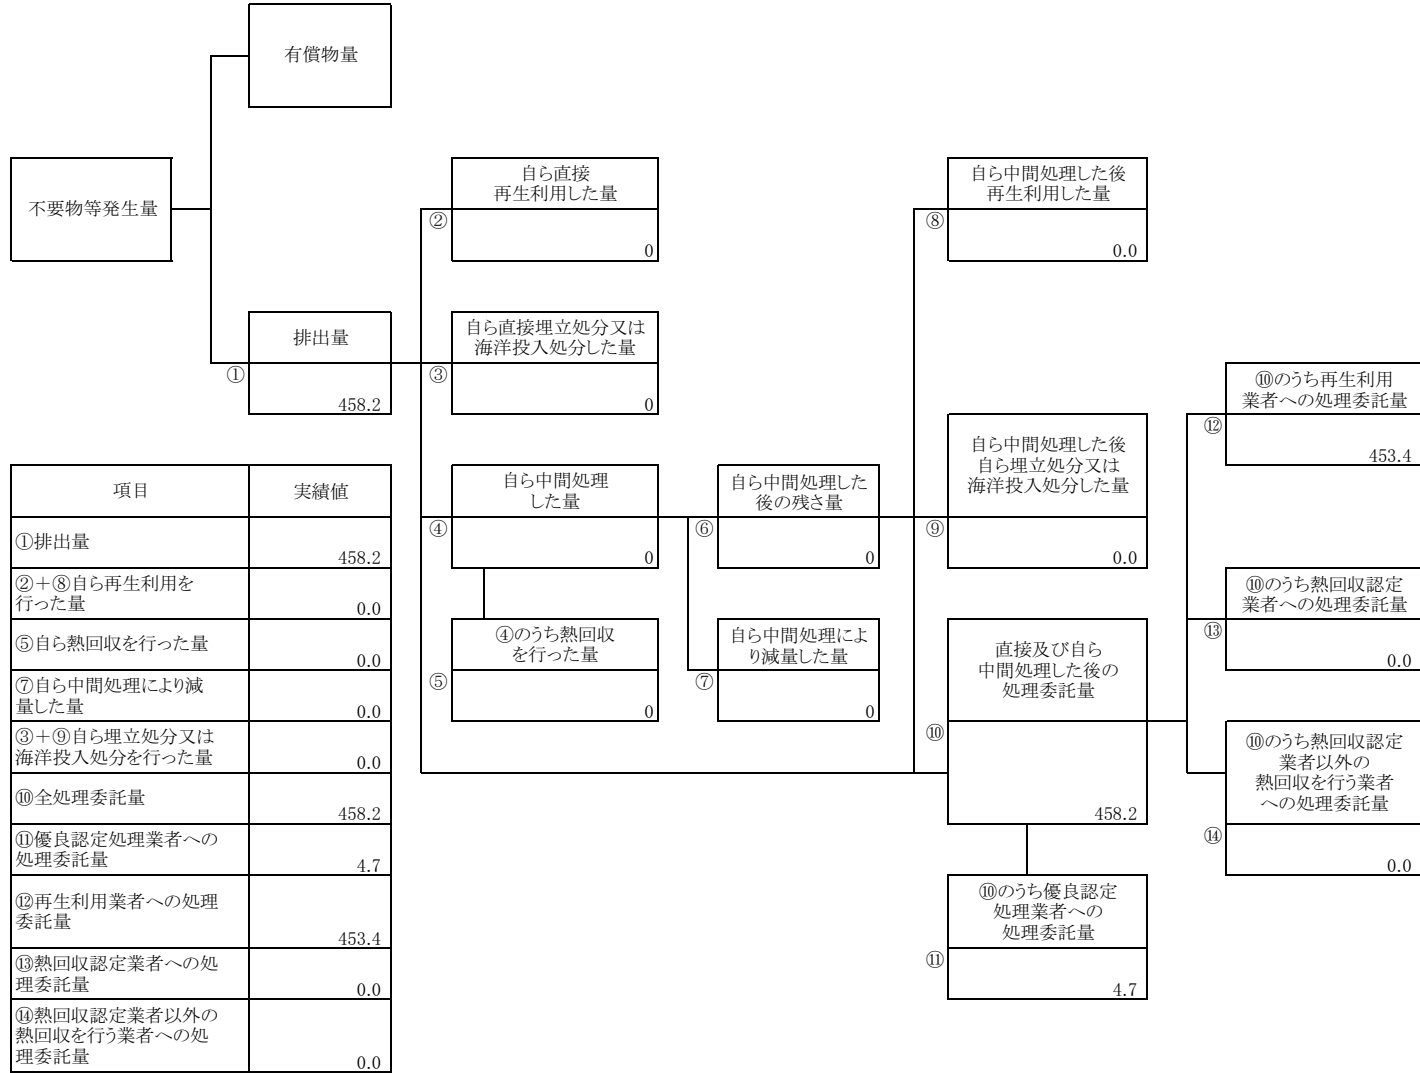 有償物量
不要物等発生量
自ら直接
再生利用した量
②
0
自ら中間処理した後
再生利用した量
⑧
0.0
排出量
①
458.2
自ら直接埋立処分又は
海洋投入処分した量
③
0
⑩のうち再生利用
業者への処理委託量
⑫
453.4
自ら中間処理
した量
④
0
自ら中間処理した
後の残さ量
⑥
0
自ら中間処理した後
自ら埋立処分又は
海洋投入処分した量
⑨
0.0
⑩のうち熱回収認定
業者への処理委託量
⑬
0.0
④のうち熱回収
を行った量
⑤
0
自ら中間処理によ
り減量した量
⑦
0
直接及び自ら
中間処理した後の
処理委託量
⑩
458.2
⑩のうち熱回収認定
業者以外の
熱回収を行う業者
への処理委託量
⑭
0.0
⑩のうち優良認定
処理業者への
処理委託量
⑪
4.7
項目 実績値
①排出量
458.2
②＋⑧自ら再生利用を
行った量 0.0
⑤自ら熱回収を行った量
0.0
⑦自ら中間処理により減
量した量 0.0
③＋⑨自ら埋立処分又は
海洋投入処分を行った量 0.0
⑩全処理委託量
458.2
⑪優良認定処理業者への
処理委託量 4.7
⑫再生利用業者への処理
委託量
453.4
⑬熱回収認定業者への処
理委託量 0.0
⑭熱回収認定業者以外の
熱回収を行う業者への処
理委託量 0.0